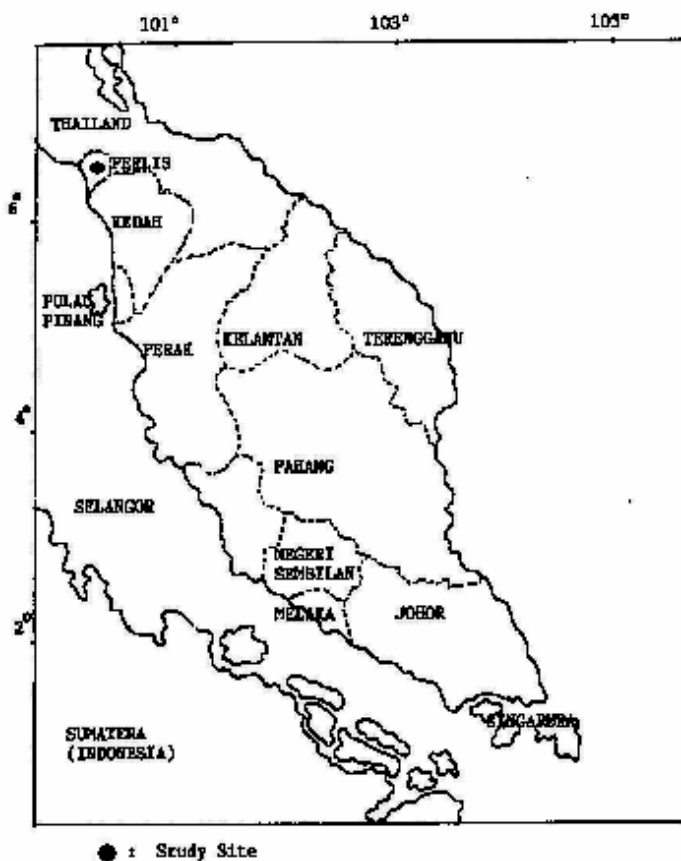 101°
103°
105°
THAILAND
PERLIS
6°
KEDAH
PULAU
PINANG
PERAK
KELANTAN
TERENGGANU
4°
PAHANG
SELANGOR
NEGERI
SEMBILAN
2°
MELAKA
JOHOR
SINGAPURA
SUMATERA
(INDONESIA)
: Study Site